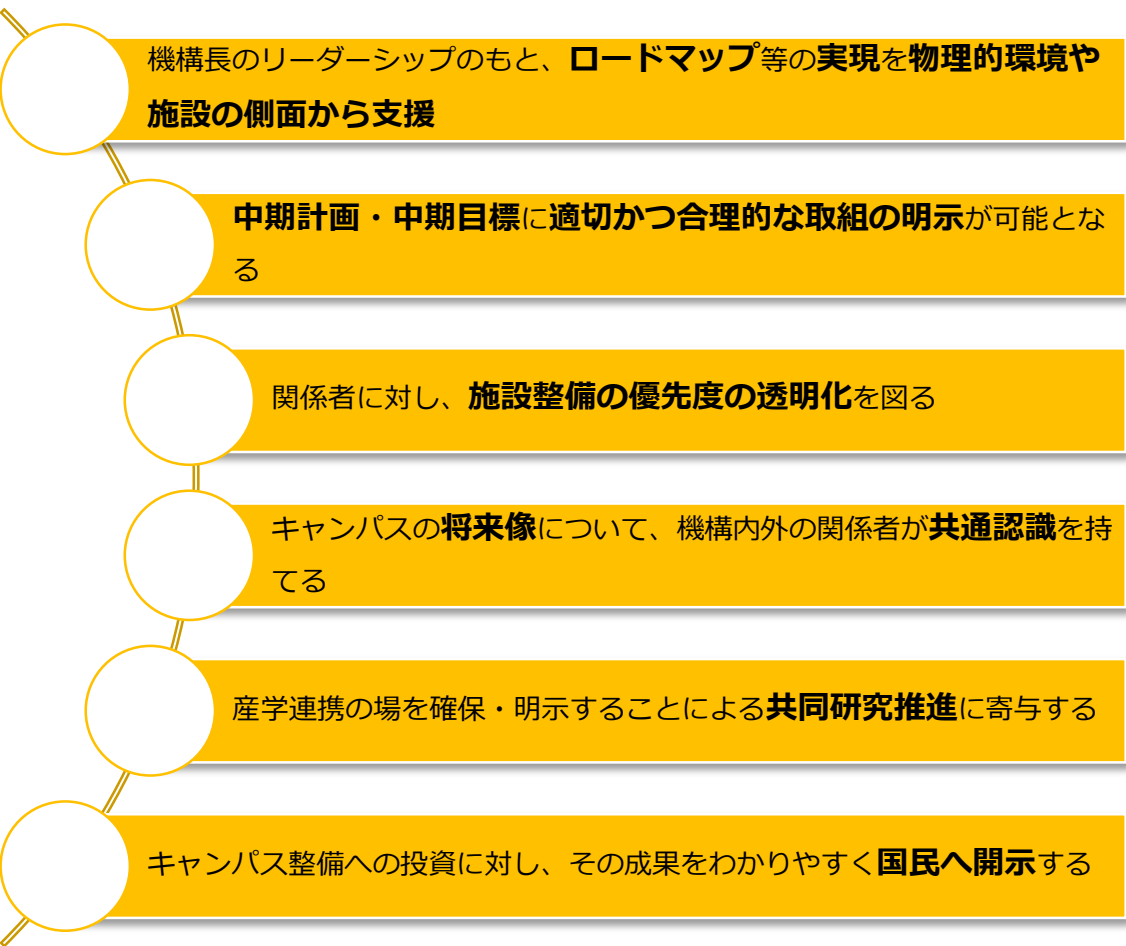 機構長のリーダーシップのもと、ロードマップ等の実現を物理的環境や
施設の側面から支援
中期計画・中期目標に適切かつ合理的な取組の明示が可能とな
る
関係者に対し、施設整備の優先度の透明化を図る
キャンパスの将来像について、機構内外の関係者が共通認識を持
てる
産学連携の場を確保・明示することによる共同研究推進に寄与する
キャンパス整備への投資に対し、その成果をわかりやすく国民へ開示する